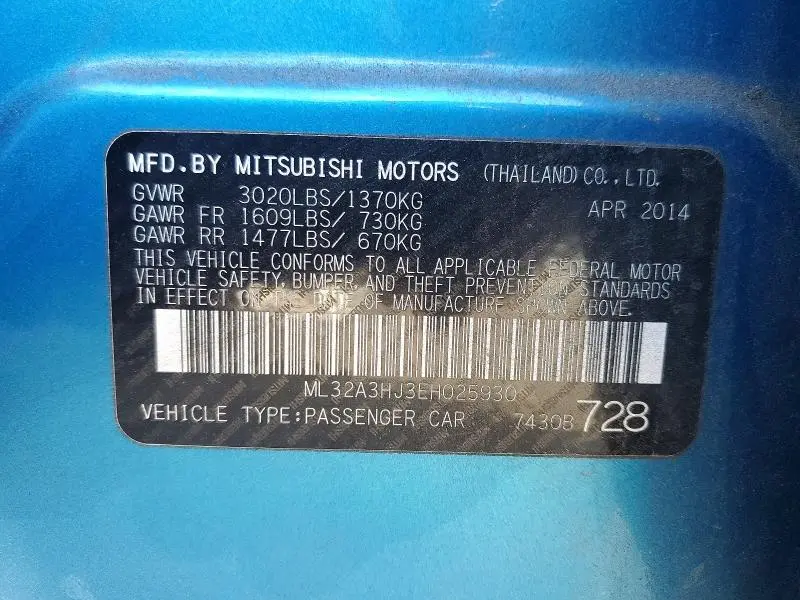 MFD.BY MITSUBISHI MOTORS (THAILAND) CO., LTD.
GVWR 3020LBS/1370KG APR 2014
GAWR FR 1609LBS/ 730KG
GAWR RR 1477LBS/ 670KG
THIS VEHICLE CONFORMS TO ALL APPLICABLE FEDERAL MOTOR
VEHICLE SAFETY, BUMPER, AND THEFT PREVENTION STANDARDS
IN EFFECT ON DATE OF MANUFACTURE SHOWN ABOVE.
ML32A3HJ3EH025930
VEHICLE TYPE:PASSENGER CAR 7430B 728